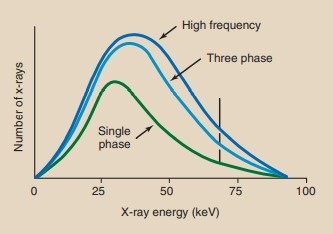 High frequency
Three phase
Number of x-rays
Single
phase
0 25 50 75 100
X-ray energy (keV)